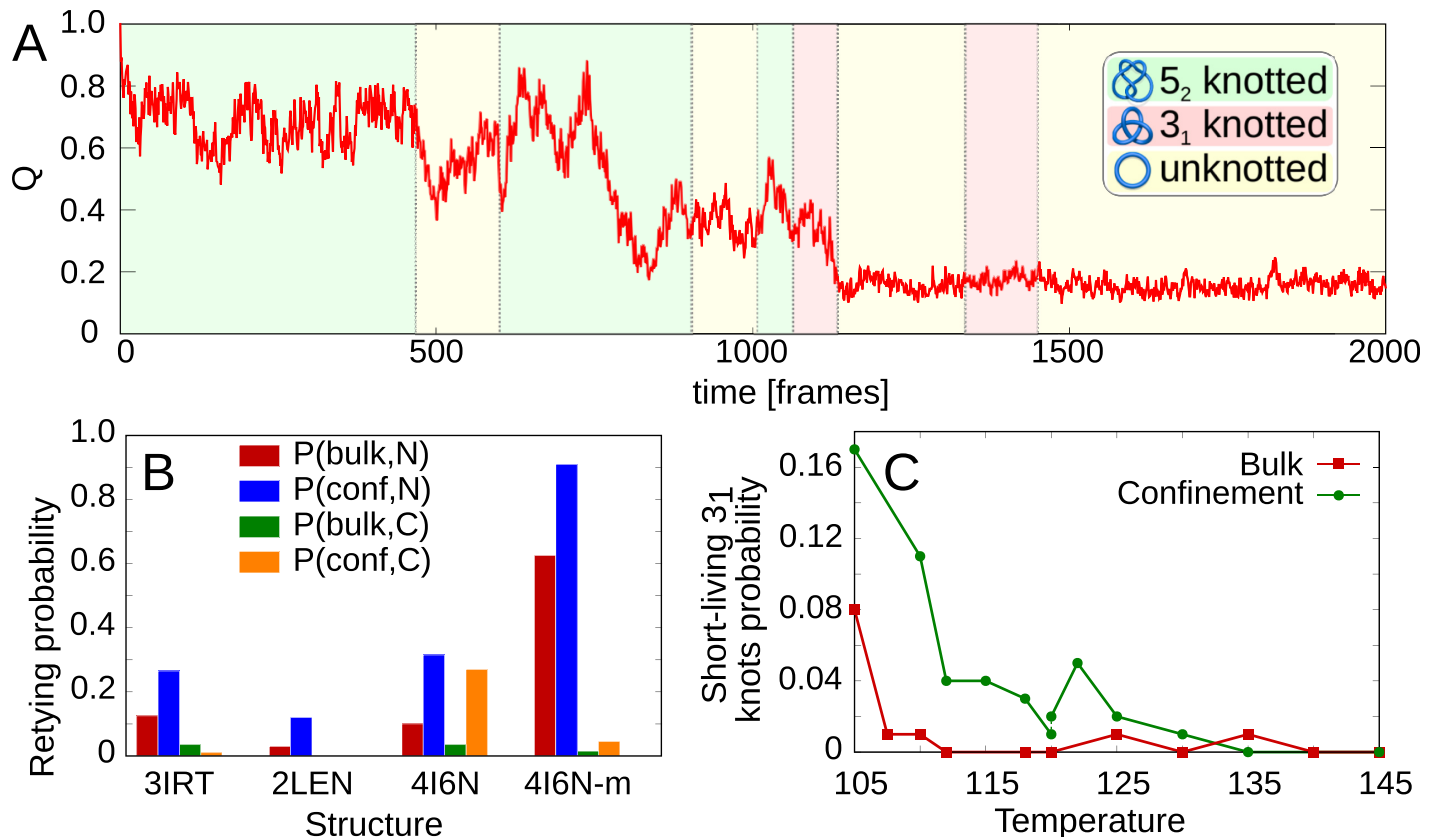 A
1.0
0.8
0.6
0.4
0.2
0
Q
5₂ knotted
3₁ knotted
unknotted
0 500 1000 1500 2000
time [frames]
B
1.0
0.8
0.6
0.4
0.2
0
Retying probability
P(bulk,N)
P(conf,N)
P(bulk,C)
P(conf,C)
3IRT 2LEN 4I6N 4I6N-m
Structure
C
0.16
0.12
0.08
0.04
0
Short-living 3₁
knots probability
Bulk
Confinement
105 115 125 135 145
Temperature